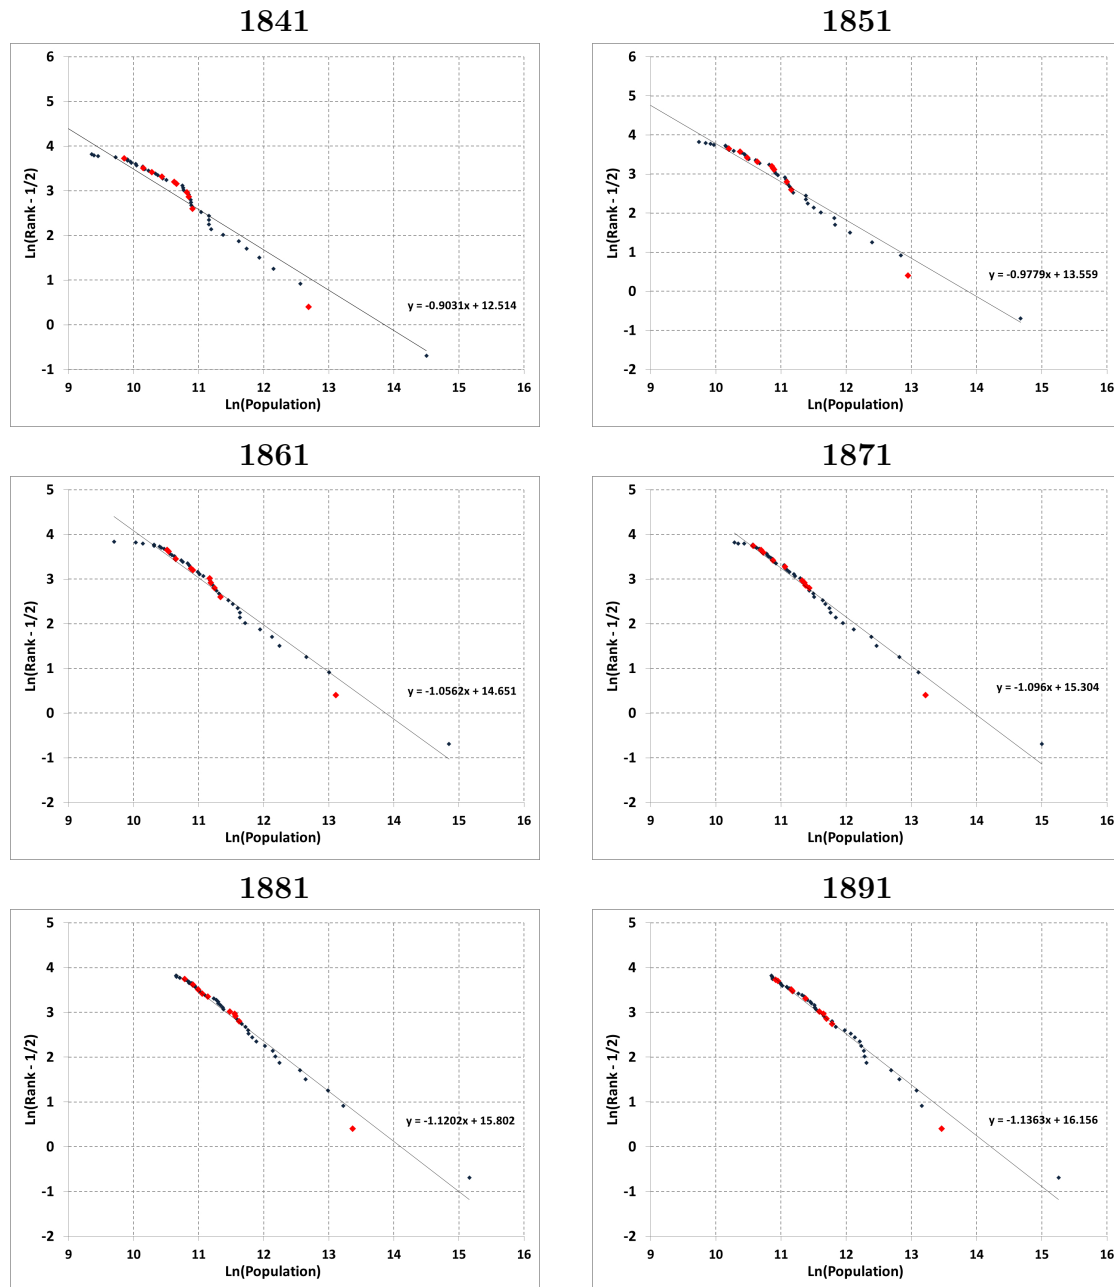 1841
6
5
4
3
2
1
0
-1
Ln(Rank - 1/2)
y = -0.9031x + 12.514
9 10 11 12 13 14 15 16
Ln(Population)
1851
6
5
4
3
2
1
0
-1
-2
Ln(Rank - 1/2)
y = -0.9779x + 13.559
9 10 11 12 13 14 15 16
Ln(Population)
1861
5
4
3
2
1
0
-1
-2
Ln(Rank - 1/2)
y = -1.0562x + 14.651
9 10 11 12 13 14 15 16
Ln(Population)
1871
5
4
3
2
1
0
-1
-2
Ln(Rank - 1/2)
y = -1.096x + 15.304
9 10 11 12 13 14 15 16
Ln(Population)
1881
5
4
3
2
1
0
-1
-2
Ln(Rank - 1/2)
y = -1.1202x + 15.802
9 10 11 12 13 14 15 16
Ln(Population)
1891
5
4
3
2
1
0
-1
-2
Ln(Rank - 1/2)
y = -1.1363x + 16.156
9 10 11 12 13 14 15 16
Ln(Population)